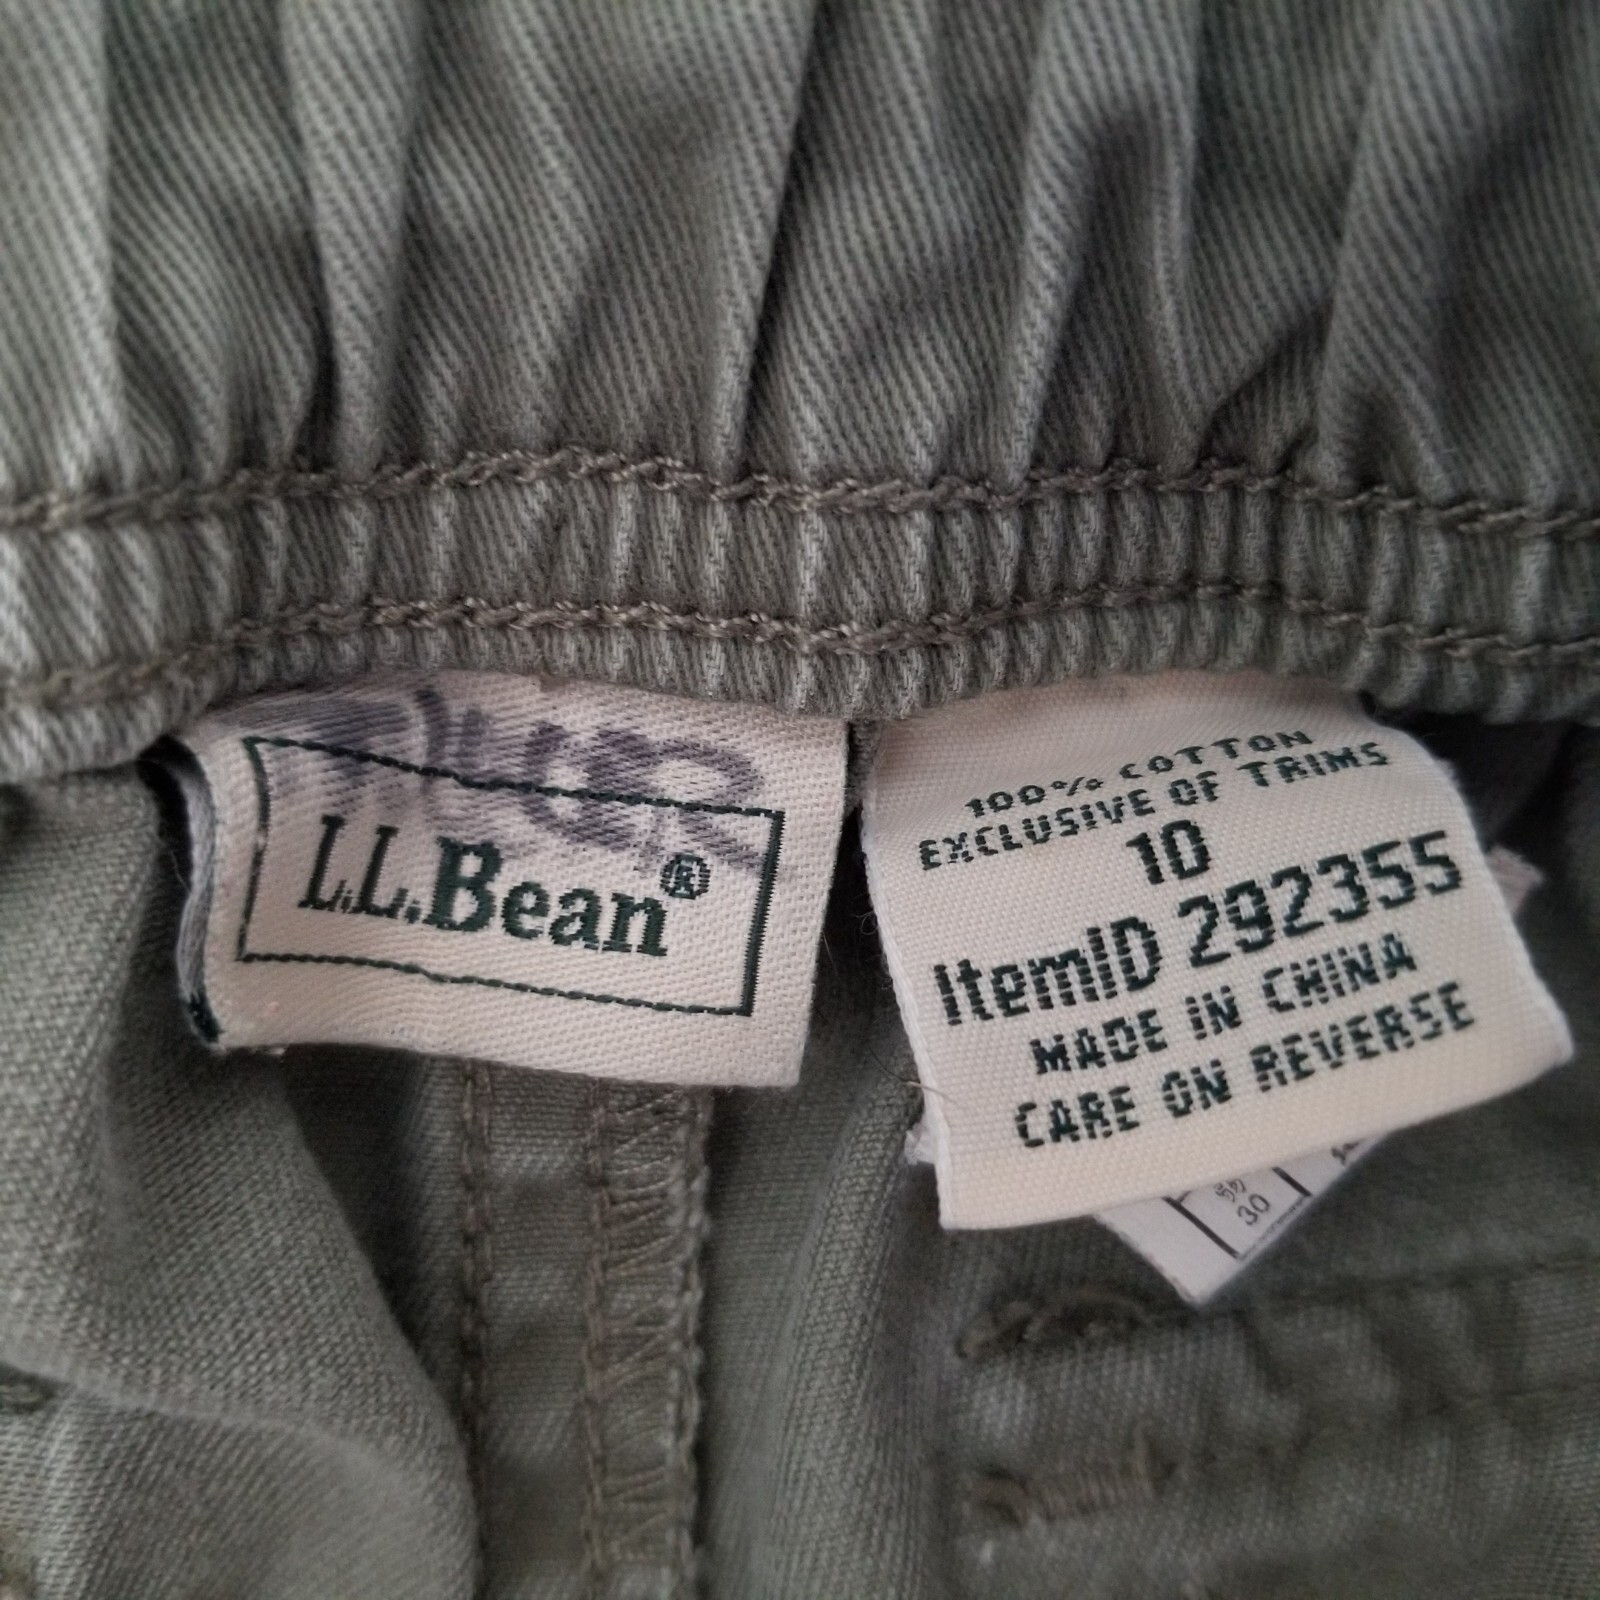 L.L.Bean®
100% COTTON
EXCLUSIVE OF TRIMS
10
ItemID 292355
MADE IN CHINA
CARE ON REVERSE
30